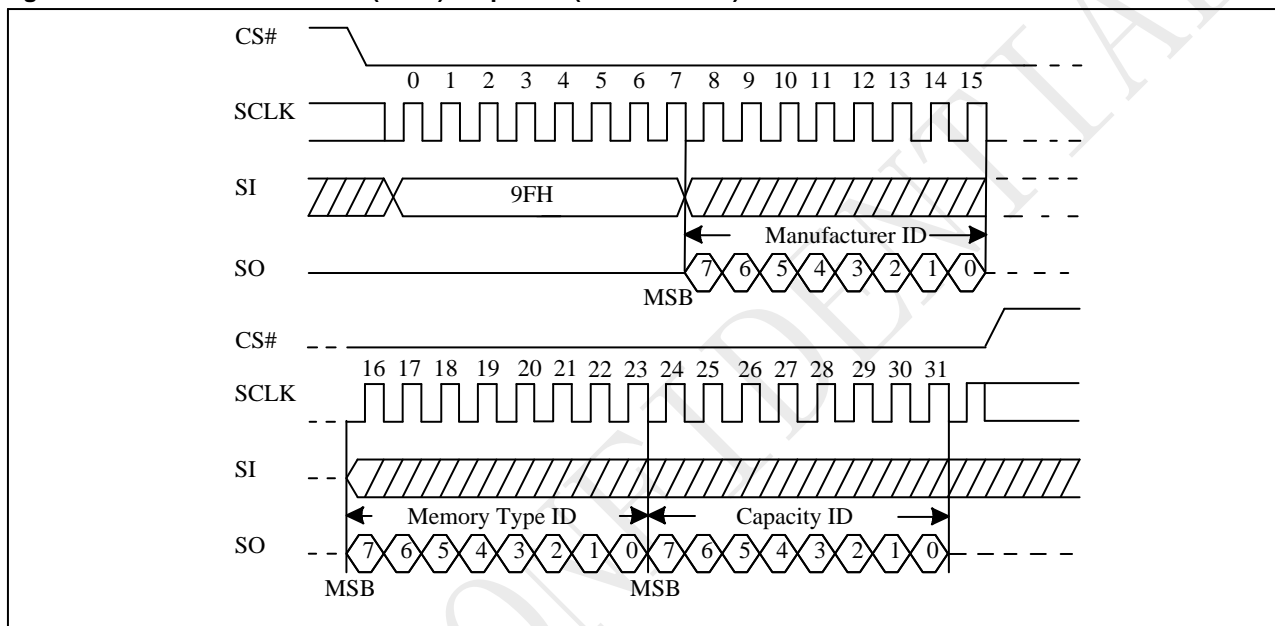 CS#
0 1 2 3 4 5 6 7 8 9 10 11 12 13 14 15
SCLK
SI 9FH
Manufacturer ID
SO 7 6 5 4 3 2 1 0
MSB
CS#
16 17 18 19 20 21 22 23 24 25 26 27 28 29 30 31
SCLK
SI
Memory Type ID Capacity ID
SO 7 6 5 4 3 2 1 0 7 6 5 4 3 2 1 0
MSB MSB